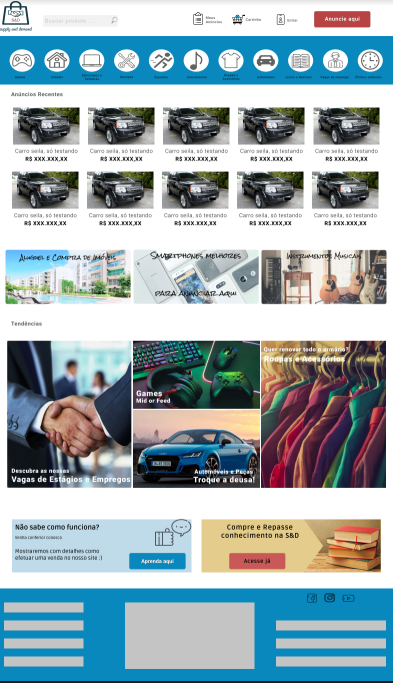 S&D
supply and demand
Buscar produto ......
Meus
Anúncios
Carrinho
Entrar
Anuncie aqui
Anúncios Recentes
Carro seila, só testando
R$ XXX.XXX,XX
Carro seila, só testando
R$ XXX.XXX,XX
Carro seila, só testando
R$ XXX.XXX,XX
Carro seila, só testando
R$ XXX.XXX,XX
Carro seila, só testando
R$ XXX.XXX,XX
Carro seila, só testando
R$ XXX.XXX,XX
Carro seila, só testando
R$ XXX.XXX,XX
Carro seila, só testando
R$ XXX.XXX,XX
Carro seila, só testando
R$ XXX.XXX,XX
Carro seila, só testando
R$ XXX.XXX,XX
Aluguel e Compra de Imóveis
Smartphones melhores
para anunciar aqui
Instrumentos Musicais
Tendências
Descubra as nossas
Vagas de Estágios e Empregos
Games
Mid or Feed
Automóveis e Peças
Troque a deusa!
Quer renovar todo o armário?
Roupas e Acessórios
Não sabe como funciona?
Venha conferir conosco
Mostraremos com detalhes como
efetuar uma venda no nosso site :)
Aprenda aqui
Compre e Repasse
conhecimento na S&D
Acesse já